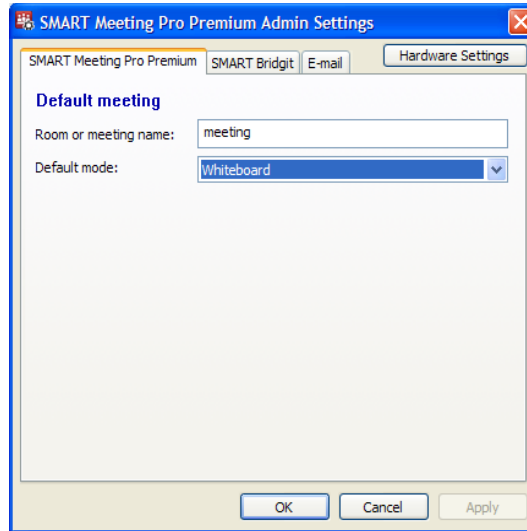 SMART Meeting Pro Premium Admin Settings
SMART Meeting Pro Premium SMART Bridgit E-mail Hardware Settings
Default meeting
Room or meeting name: meeting
Default mode: Whiteboard
OK Cancel Apply